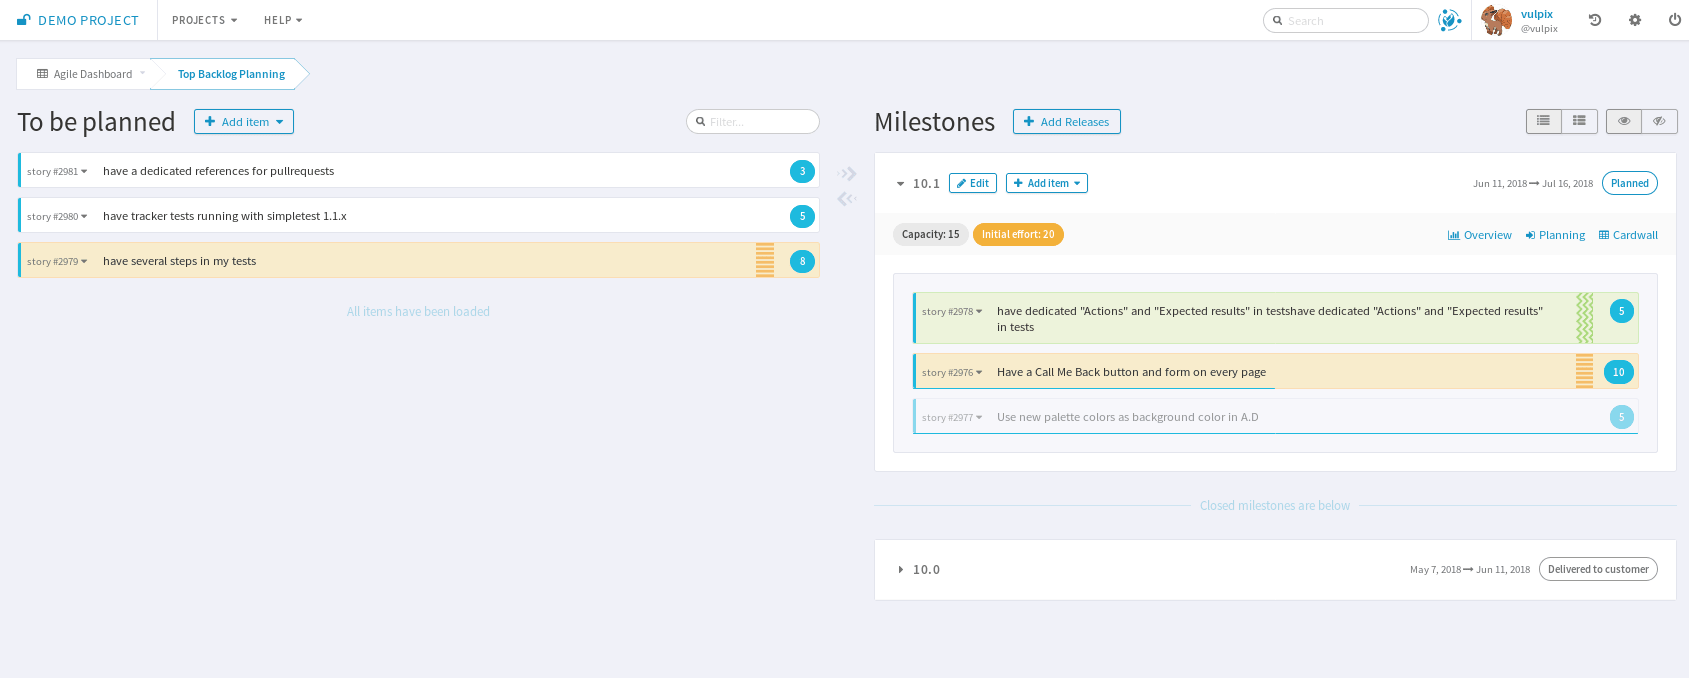 DEMO PROJECT PROJECTS HELP Search vulpix
@vulpix
Agile Dashboard Top Backlog Planning
To be planned Add item Filter...
story #2981 have a dedicated references for pullrequests 3
story #2980 have tracker tests running with simpletest 1.1.x 5
story #2979 have several steps in my tests 8
All items have been loaded
Milestones Add Releases
10.1 Edit Add item Jun 11, 2018 Jul 16, 2018 Planned
Capacity: 15 Initial effort: 20 Overview Planning Cardwall
story #2978 have dedicated "Actions" and "Expected results" in testshave dedicated "Actions" and "Expected results" 5
in tests
story #2976 Have a Call Me Back button and form on every page 10
story #2977 Use new palette colors as background color in A.D 5
Closed milestones are below
10.0 May 7, 2018 Jun 11, 2018 Delivered to customer